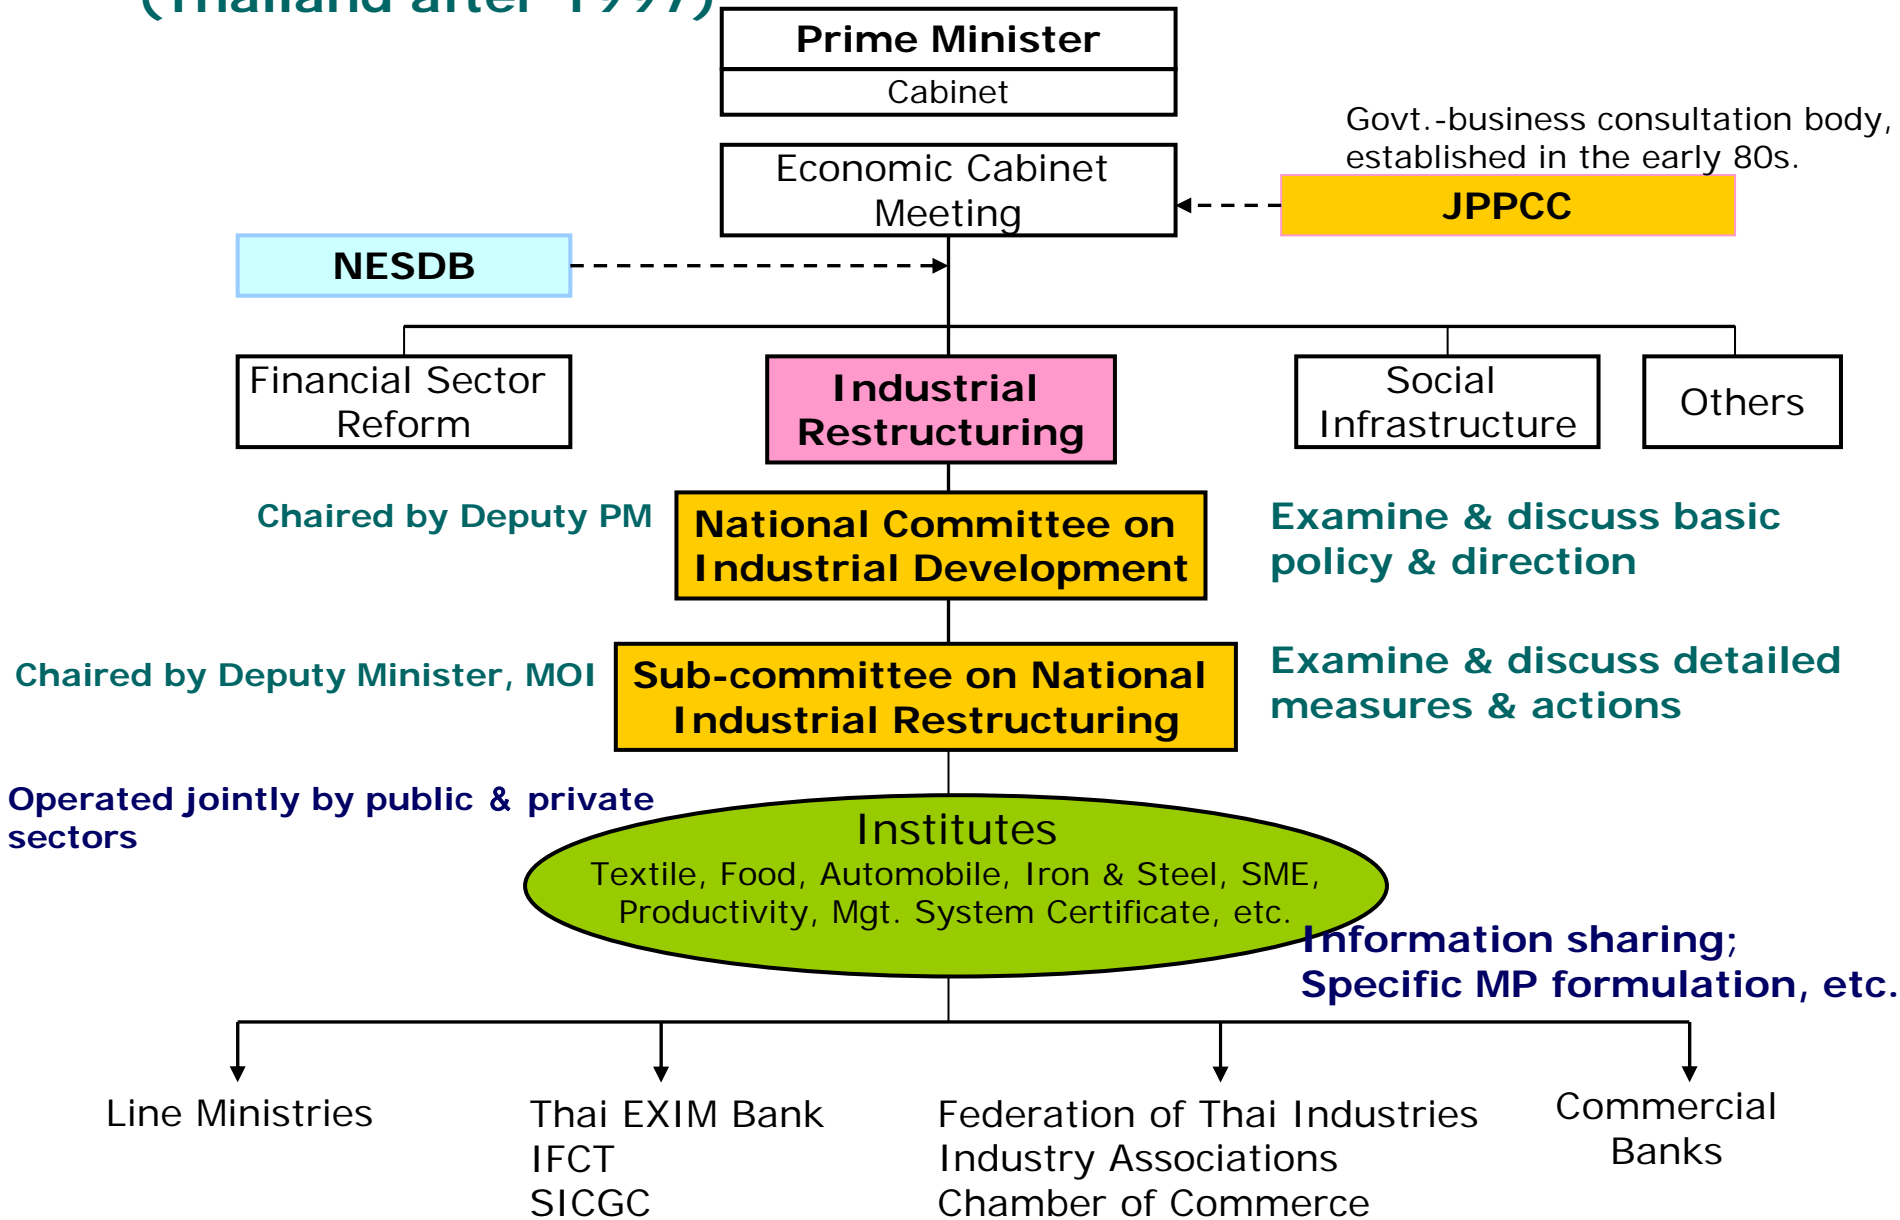 (Thailand after 1997)
Prime Minister
Cabinet
Govt.-business consultation body,
established in the early 80s.
Economic Cabinet
Meeting
JPPCC
NESDB
Financial Sector
Reform
Industrial
Restructuring
Social
Infrastructure
Others
Chaired by Deputy PM
National Committee on
Industrial Development
Examine & discuss basic
policy & direction
Chaired by Deputy Minister, MOI
Sub-committee on National
Industrial Restructuring
Examine & discuss detailed
measures & actions
Operated jointly by public & private
sectors
Institutes
Textile, Food, Automobile, Iron & Steel, SME,
Productivity, Mgt. System Certificate, etc.
Information sharing;
Specific MP formulation, etc.
Line Ministries
Thai EXIM Bank
IFCT
SICGC
Federation of Thai Industries
Industry Associations
Chamber of Commerce
Commercial
Banks